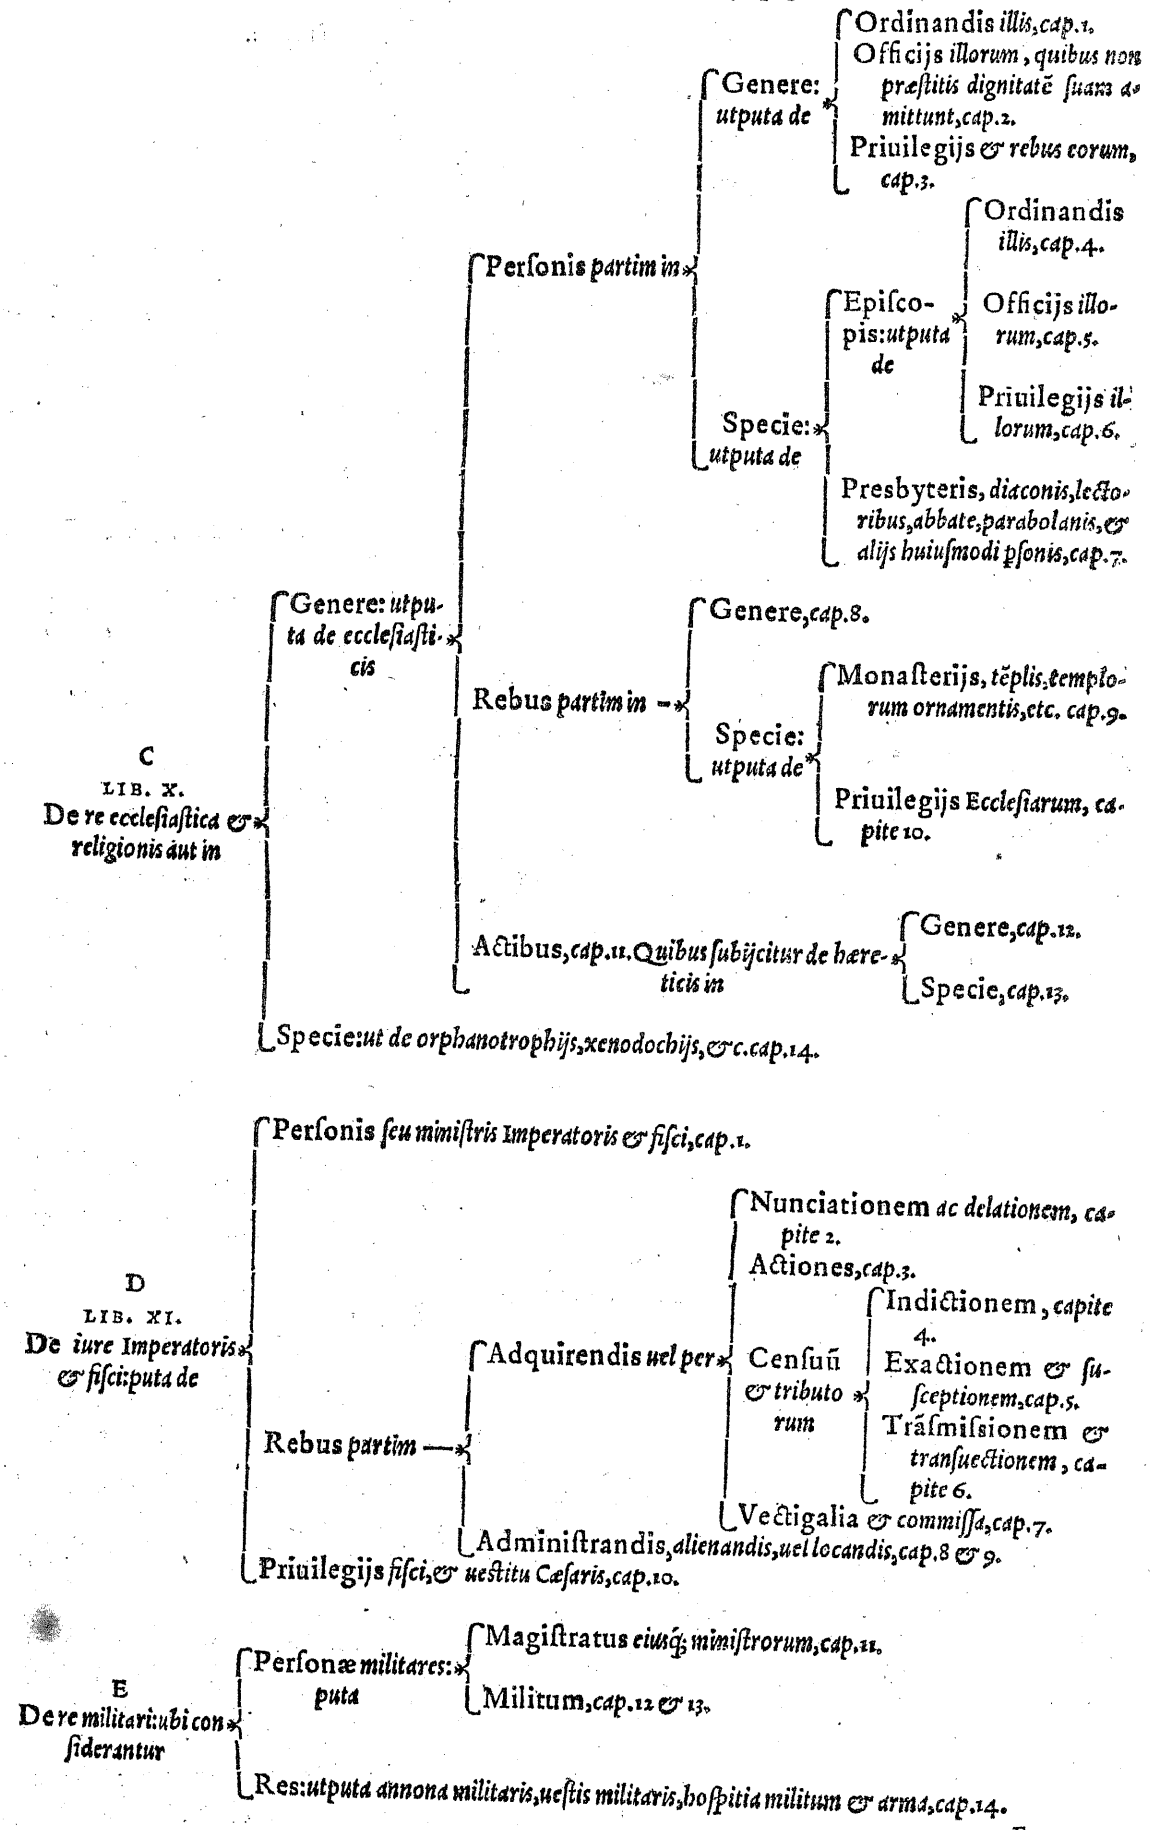 Ordinandis illis,cap.1.
Officijs illorum, quibus non
præſtitis dignitatē ſuam a-
mittunt,cap.2.
Priuilegijs & rebus eorum,
cap.3.
Genere:
utputa de
Ordinandis
illis,cap.4.
Perſonis partim in
Officijs illo-
rum,cap.5.
Epiſco-
pis:utputa
de
Priuilegijs il-
lorum,cap.6.
Specie:
utputa de
Presbyteris, diaconis,lecto-
ribus,abbate,parabolanis,&
alijs huiuſmodi pſonis,cap.7.
Genere: utpu-
ta de eccleſiaſti-
cis
Genere,cap.8.
Rebus partim in
Monaſterijs, tēplis,templo-
rum ornamentis,etc. cap.9.
Specie:
utputa de
Priuilegijs Eccleſiarum, ca-
pite 10.
C
LIB. X.
De re eccleſiaſtica &
religionis aut in
Actibus,cap.11.Quibus ſubijcitur de hære-
ticis in
Genere,cap.12.
Specie,cap.13.
Specie:ut de orphanotrophijs,xenodochijs,&c.cap.14.
Perſonis ſeu miniſtris Imperatoris & fiſci,cap.1.
Nunciationem ac delationem, ca-
pite 2.
Actiones,cap.3.
D
LIB. XI.
De iure Imperatoris
& fiſci:puta de
Adquirendis uel per
Cenſuū
& tributo
rum
Indictionem, capite
4.
Exactionem & ſu-
ſceptionem,cap.5.
Trāſmiſsionem &
tranſuectionem, ca-
pite 6.
Rebus partim
Vectigalia & commiſſa,cap.7.
Adminiſtrandis,alienandis,uel locandis,cap.8 & 9.
Priuilegijs fiſci,& ueſtitu Cæſaris,cap.10.
Perſonæ militares:
puta
Magiſtratus eiusq́; miniſtrorum,cap.11.
Militum,cap.12 & 13.
E
De re militari:ubi con
ſiderantur
Res:utputa annona militaris,ueſtis militaris,hoſpitia militum & arma,cap.14.